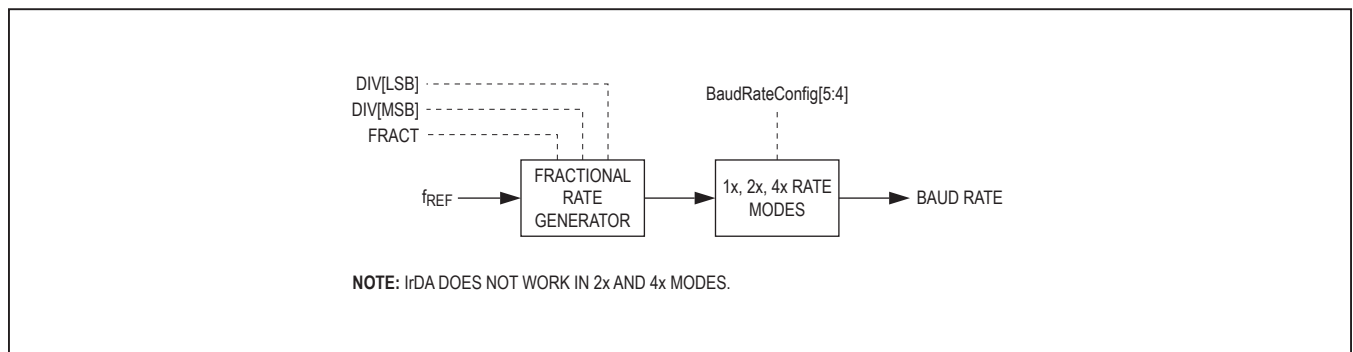 DIV[LSB]
DIV[MSB]
FRACT
BaudRateConfig[5:4]
fREF
FRACTIONAL
RATE
GENERATOR
1x, 2x, 4x RATE
MODES
BAUD RATE
NOTE: IrDA DOES NOT WORK IN 2x AND 4x MODES.